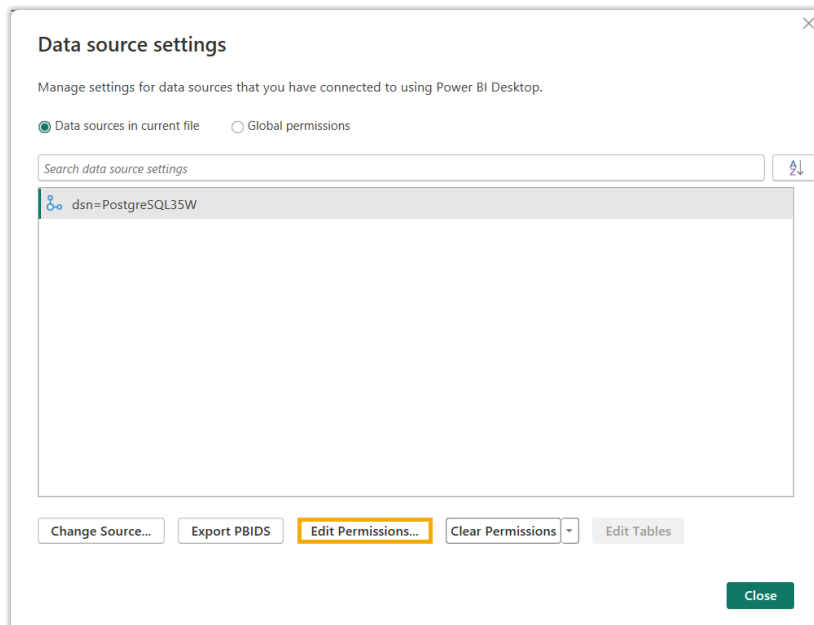 Data source settings
Manage settings for data sources that you have connected to using Power BI Desktop.
Data sources in current file Global permissions
Search data source settings
A
Z
dsn=PostgreSQL35W
Change Source... Export PBIDS Edit Permissions... Clear Permissions Edit Tables
Close